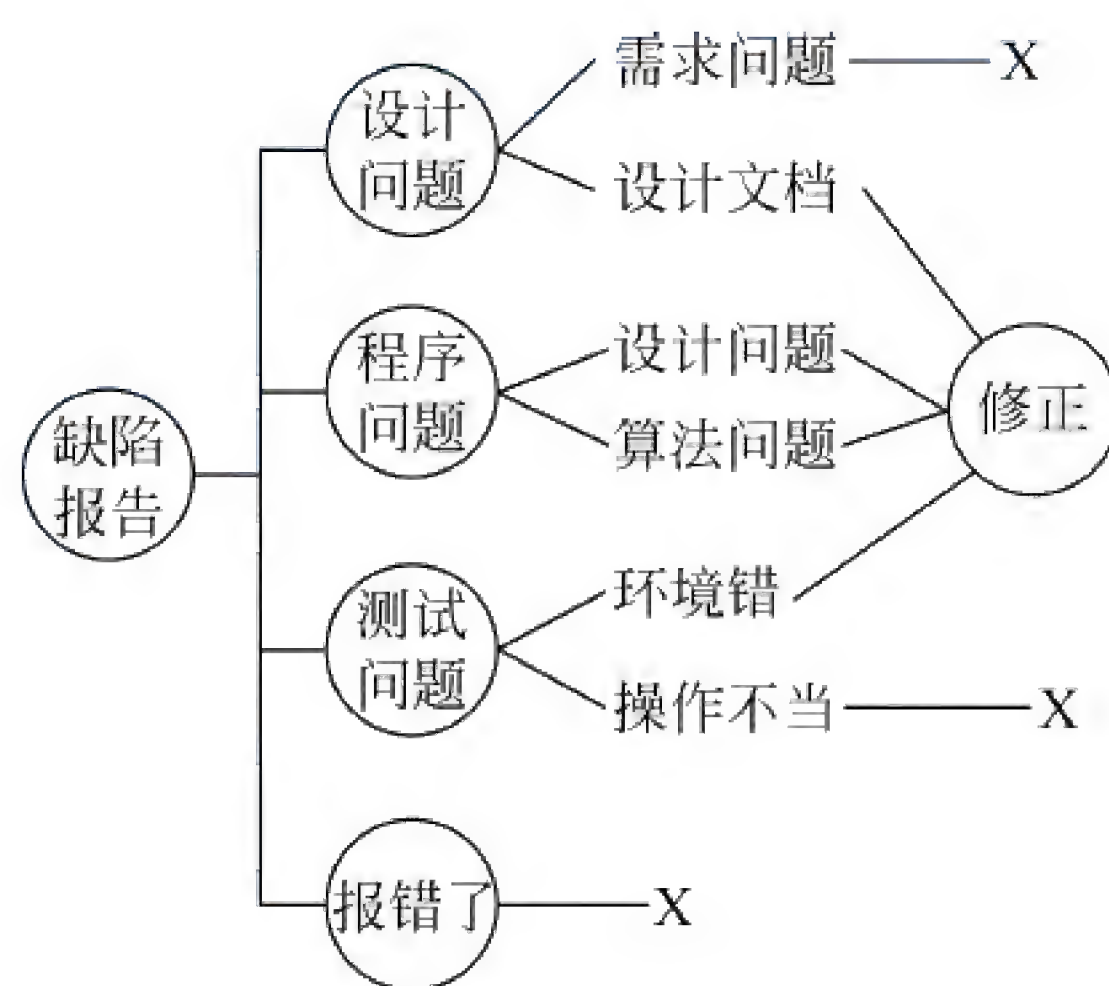 需求问题
X
设计
问题
设计文档
程序
问题
设计问题
算法问题
修正
缺陷
报告
测试
问题
环境错
操作不当
X
报错了
X